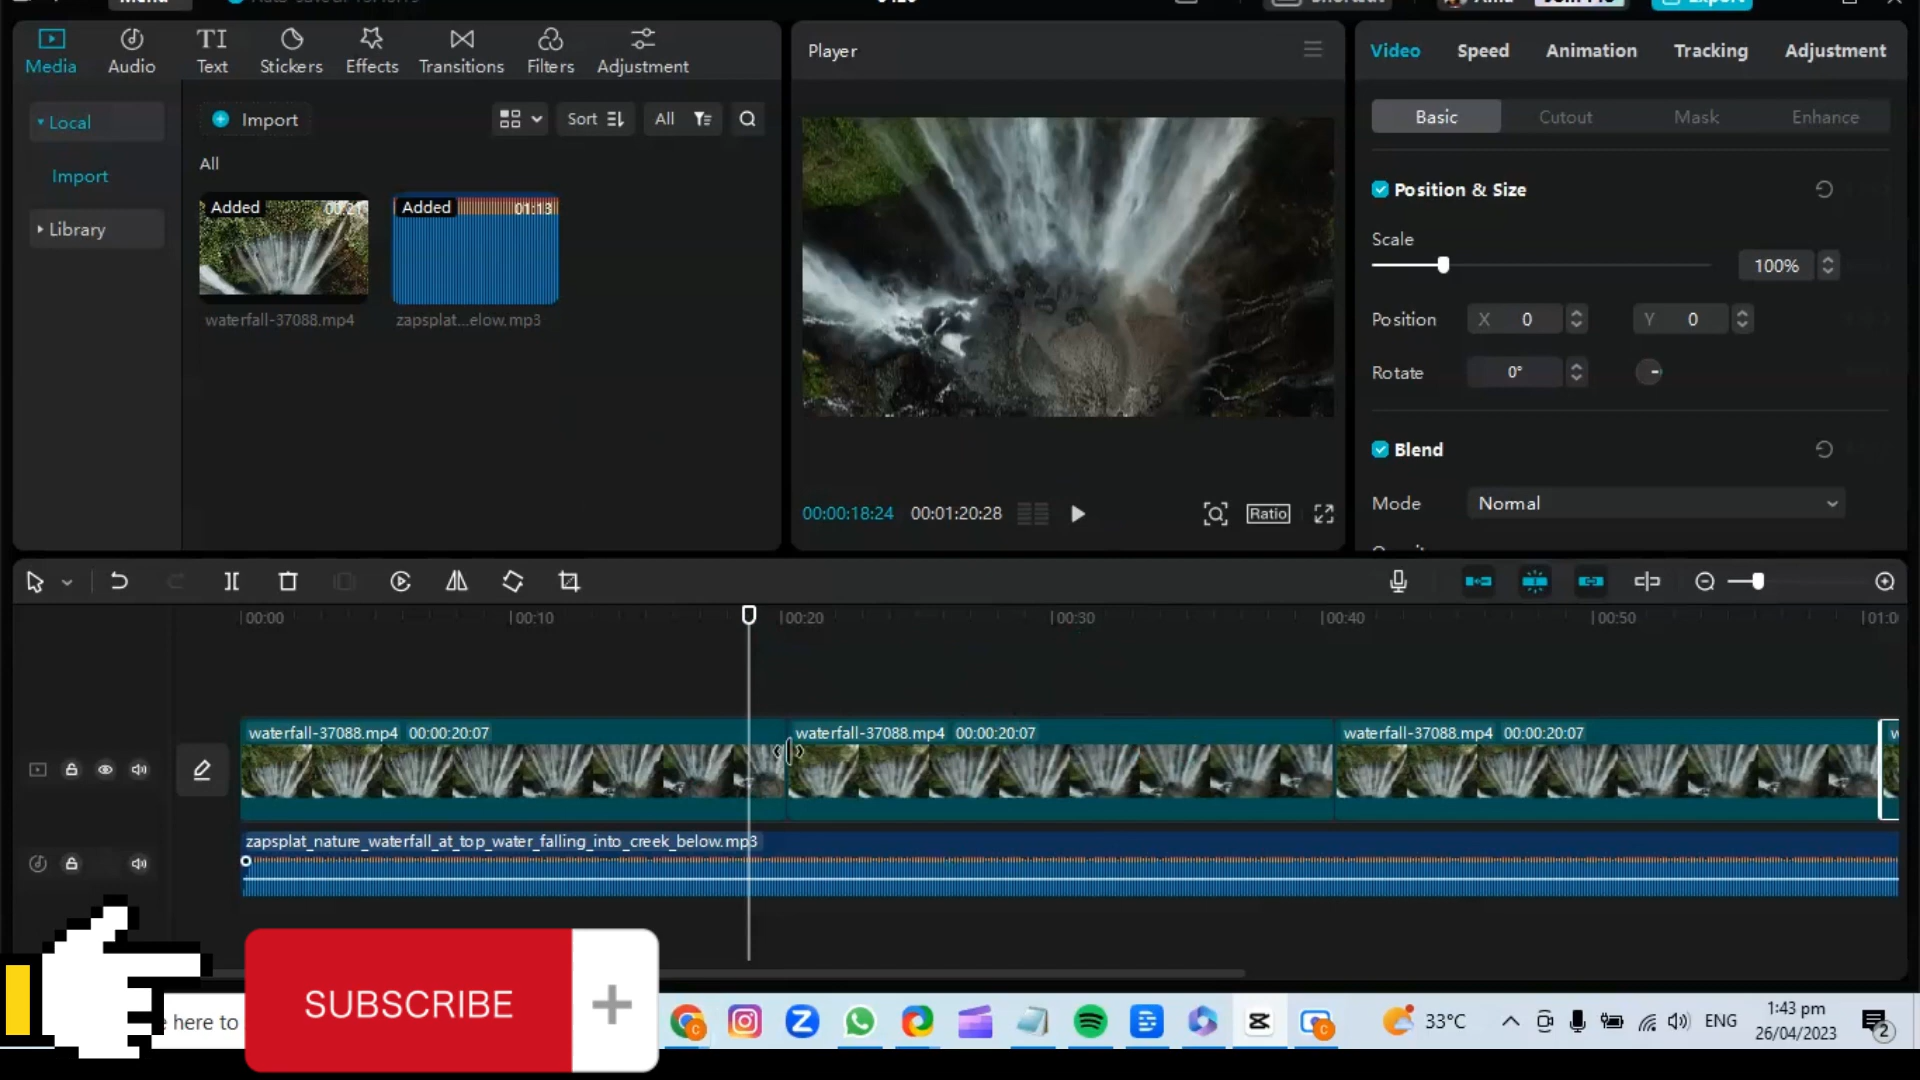 Menu
Export
Media
Audio
TI
Text
Stickers
Effects
Transitions
Filters
Adjustment
Player
Video
Speed
Animation
Tracking
Adjustment
Local
Import
Sort
All
Basic
Cutout
Mask
Enhance
All
Import
Position & Size
Added
Added
01:13
Library
Scale
100%
waterfall-37088.mp4
zapsplat...elow.mp3
Position
X
0
Y
0
Rotate
0°
Blend
Mode
Normal
00:00:18:24
00:01:20:28
Ratio
00:00
00:10
00:20
00:30
00:40
00:50
01:0
waterfall-37088.mp4 00:00:20:07
waterfall-37088.mp4 00:00:20:07
waterfall-37088.mp4 00:00:20:07
w
zapsplat_nature_waterfall_at_top_water_falling_into_creek_below.mp3
SUBSCRIBE
here to
33°C
ENG
1:43 pm
26/04/2023
2